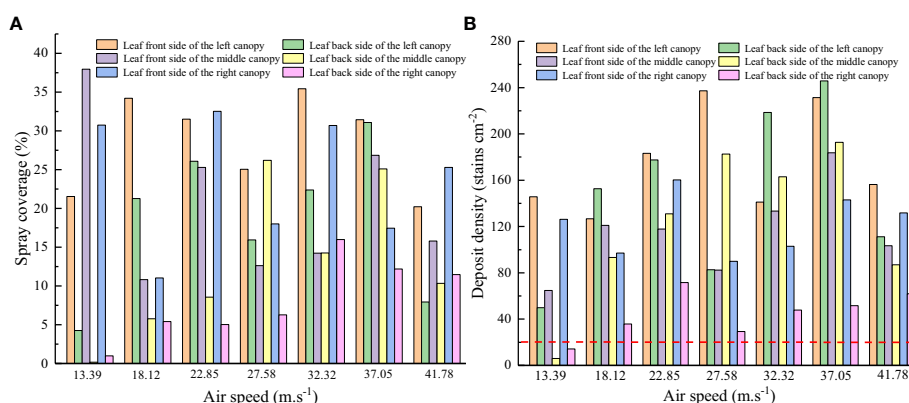 A
Leaf front side of the left canopy Leaf back side of the left canopy
Leaf front side of the middle canopy Leaf back side of the middle canopy
Leaf front side of the right canopy Leaf back side of the right canopy
40
35
30
25
20
15
10
5
0
Spray coverage (%)
13.39 18.12 22.85 27.58 32.32 37.05 41.78
Air speed (m.s-1)
B
Leaf front side of the left canopy Leaf back side of the left canopy
Leaf front side of the middle canopy Leaf back side of the middle canopy
Leaf front side of the right canopy Leaf back side of the right canopy
280
240
200
160
120
80
40
20
0
Deposit density (stains cm-2)
13.39 18.12 22.85 27.58 32.32 37.05 41.78
Air speed (m.s-1)